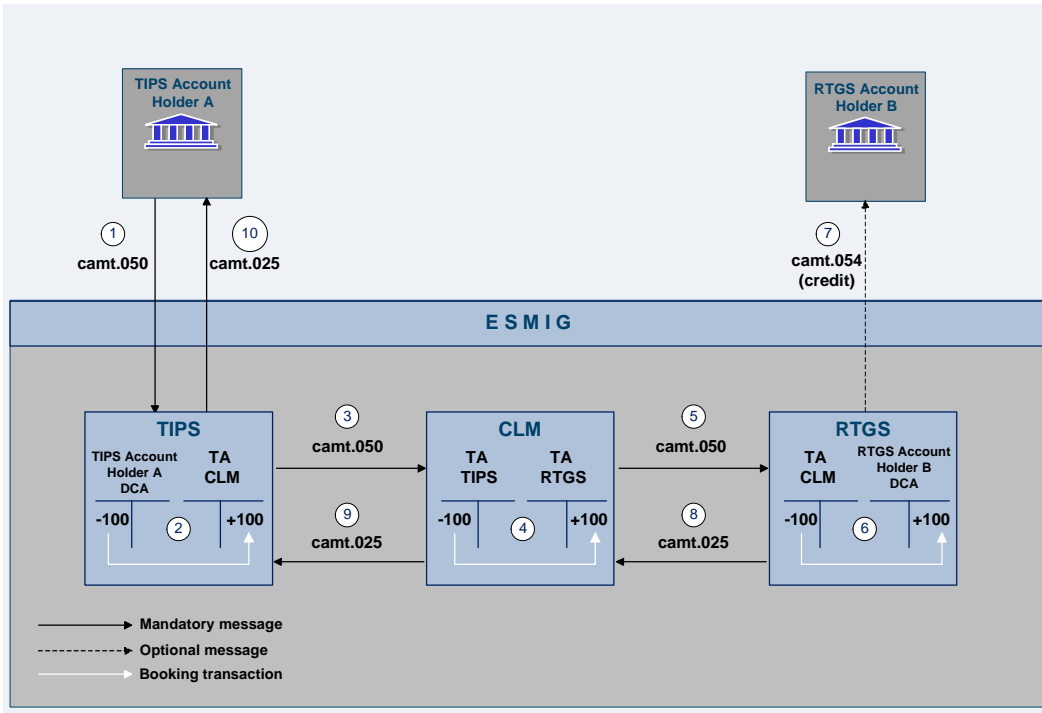 TIPS Account
Holder A
RTGS Account
Holder B
1
camt.050
10
camt.025
7
camt.054
(credit)
E S M I G
TIPS
TIPS Account
Holder A
DCA
TA
CLM
-100
2
+100
3
camt.050
9
camt.025
CLM
TA
TIPS
TA
RTGS
-100
4
+100
5
camt.050
8
camt.025
RTGS
TA
CLM
RTGS Account
Holder B
DCA
-100
6
+100
Mandatory message
Optional message
Booking transaction